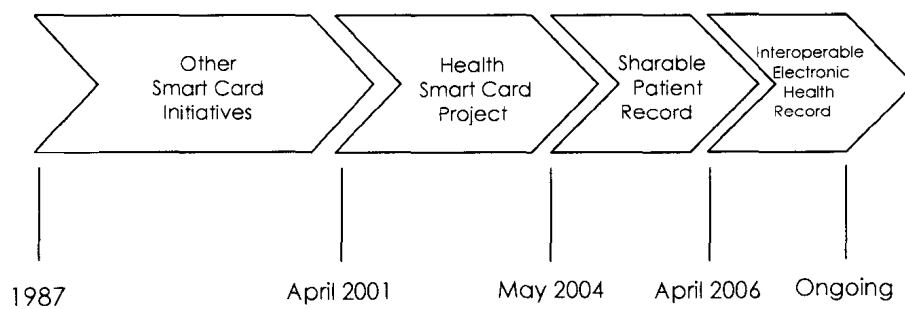 Other
Smart Card
Initiatives
Health
Smart Card
Project
Sharable
Patient
Record
Interoperable
Electronic
Health
Record
1987
April 2001
May 2004
April 2006
Ongoing